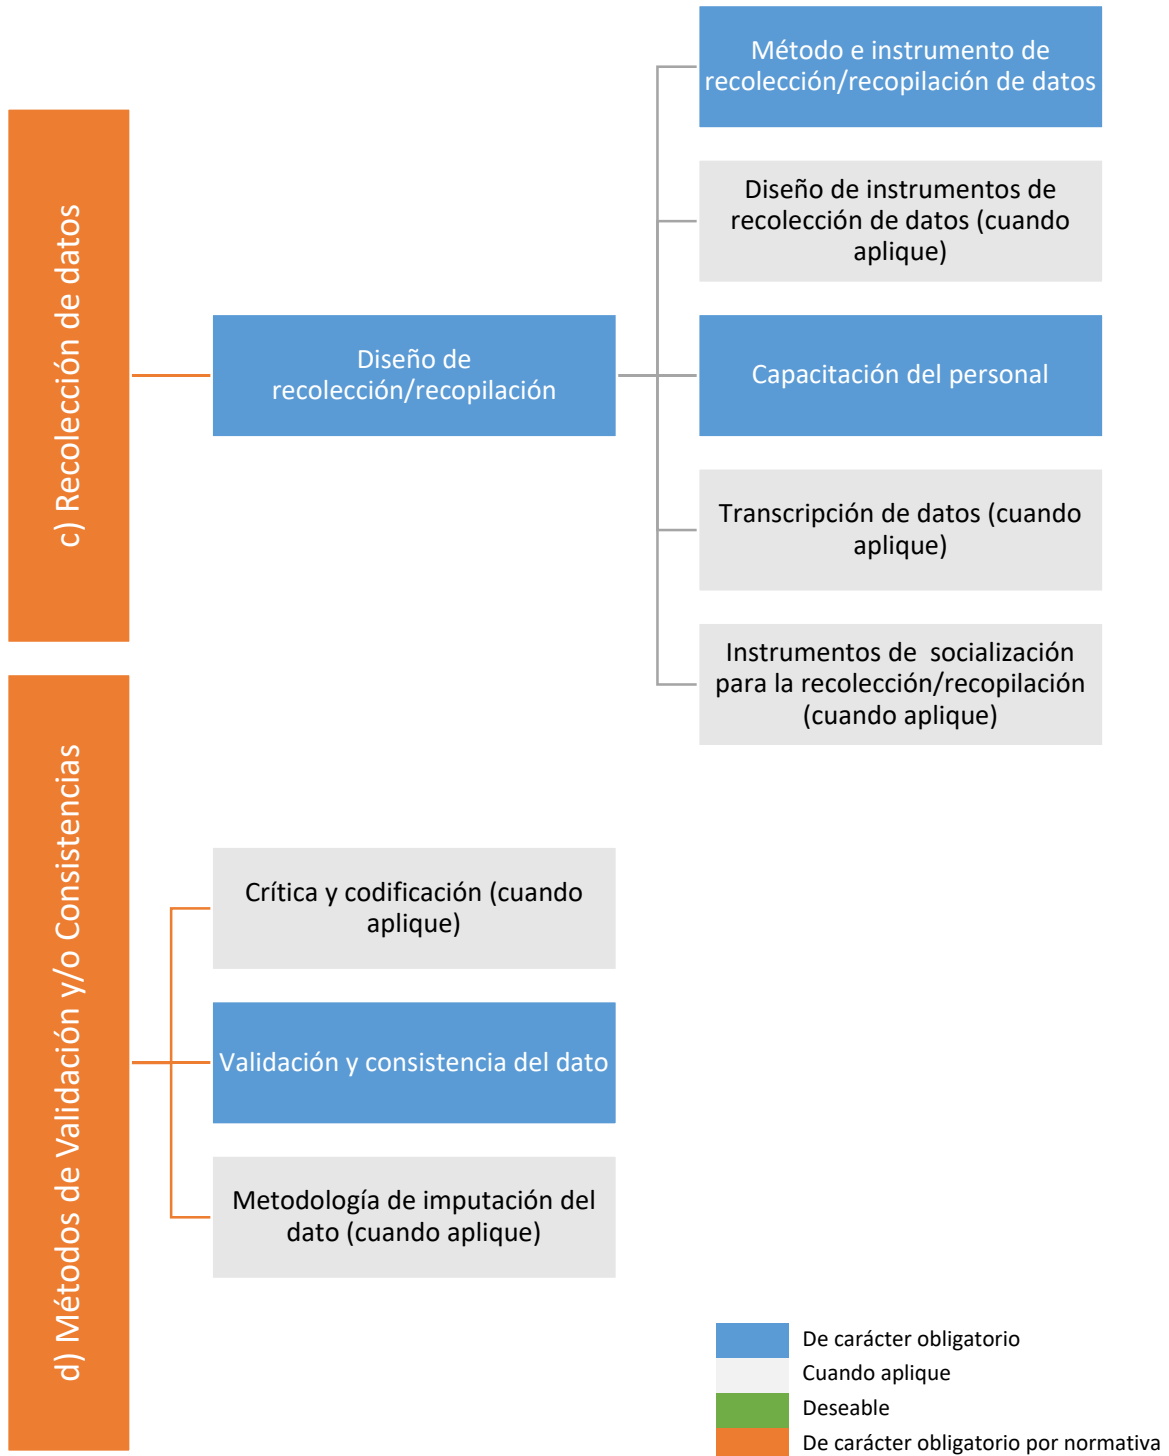 c) Recolección de datos
Diseño de
recolección/recopilación
Método e instrumento de
recolección/recopilación de datos
Diseño de instrumentos de
recolección de datos (cuando
aplique)
Capacitación del personal
Transcripción de datos (cuando
aplique)
Instrumentos de  socialización
para la recolección/recopilación
(cuando aplique)
d) Métodos de Validación y/o Consistencias
Crítica y codificación (cuando
aplique)
Validación y consistencia del dato
Metodología de imputación del
dato (cuando aplique)
De carácter obligatorio
Cuando aplique
Deseable
De carácter obligatorio por normativa